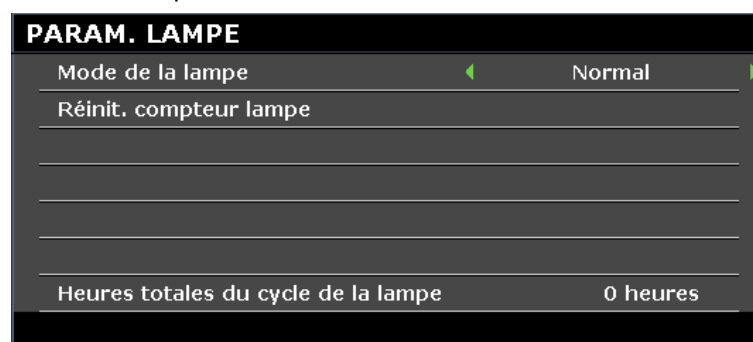 PARAM. LAMPE
Mode de la lampe Normal
Réinit. compteur lampe
Heures totales du cycle de la lampe 0 heures